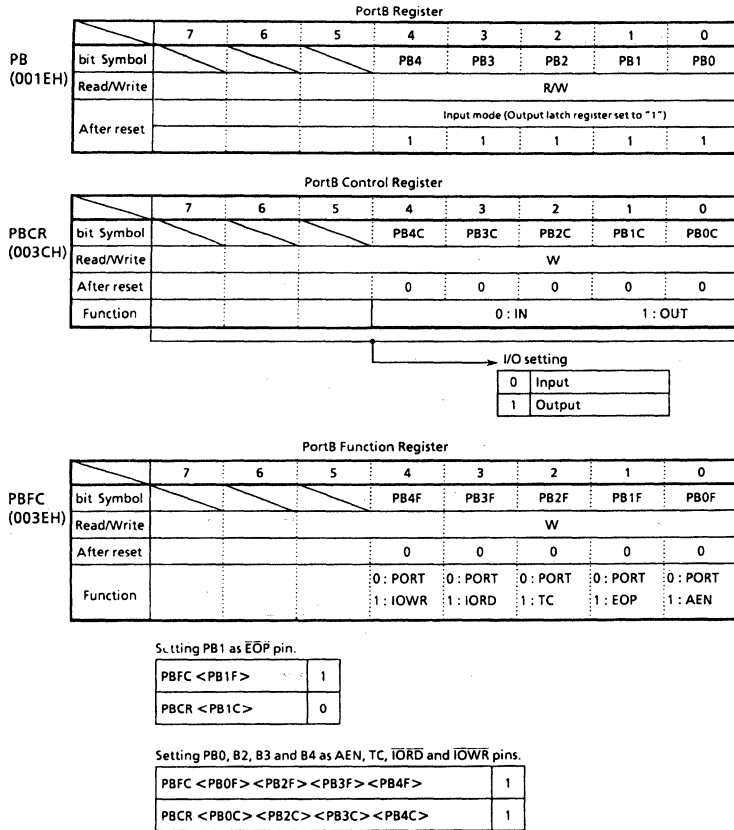 PortB Register
7 6 5 4 3 2 1 0
PB (001EH)
bit Symbol PB4 PB3 PB2 PB1 PB0
Read/Write R/W
After reset Input mode (Output latch register set to "1")
1 1 1 1 1
PortB Control Register
7 6 5 4 3 2 1 0
PBCR (003CH)
bit Symbol PB4C PB3C PB2C PB1C PB0C
Read/Write W
After reset 0 0 0 0 0
Function 0 : IN 1 : OUT
I/O setting
0 Input
1 Output
PortB Function Register
7 6 5 4 3 2 1 0
PBFC (003EH)
bit Symbol PB4F PB3F PB2F PB1F PB0F
Read/Write W
After reset 0 0 0 0 0
Function 0 : PORT 0 : PORT 0 : PORT 0 : PORT 0 : PORT
1 : IOWR 1 : IORD 1 : TC 1 : EOP 1 : AEN
Setting PB1 as E̅O̅P̅ pin.
PBFC <PB1F> 1
PBCR <PB1C> 0
Setting PB0, B2, B3 and B4 as AEN, TC, I̅O̅R̅D̅ and I̅O̅W̅R̅ pins.
PBFC <PB0F> <PB2F> <PB3F> <PB4F> 1
PBCR <PB0C> <PB2C> <PB3C> <PB4C> 1